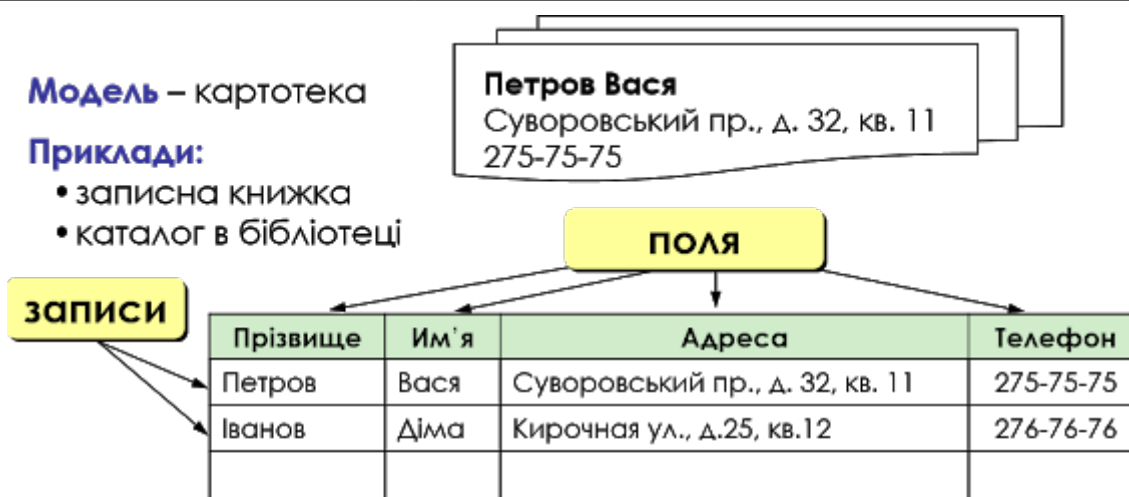 Модель – картотека
Приклади:
• записна книжка
• каталог в бібліотеці
Петров Вася
Суворовський пр., д. 32, кв. 11
275-75-75
поля
записи
Прізвище Им'я Адреса Телефон
Петров Вася Суворовський пр., д. 32, кв. 11 275-75-75
Іванов Діма Кирочная ул., д.25, кв.12 276-76-76